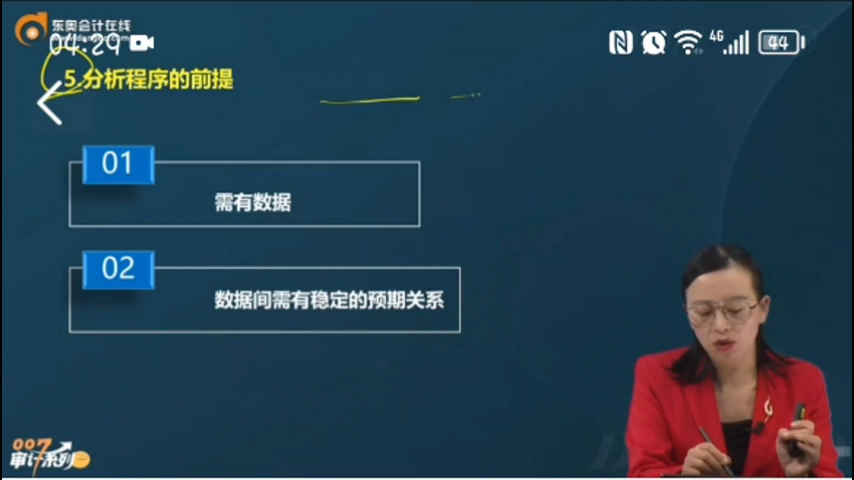 东奥会计在线
04:29
4G
44
5.分析程序的前提
01
需有数据
02
数据间需有稳定的预期关系
007
审计系列